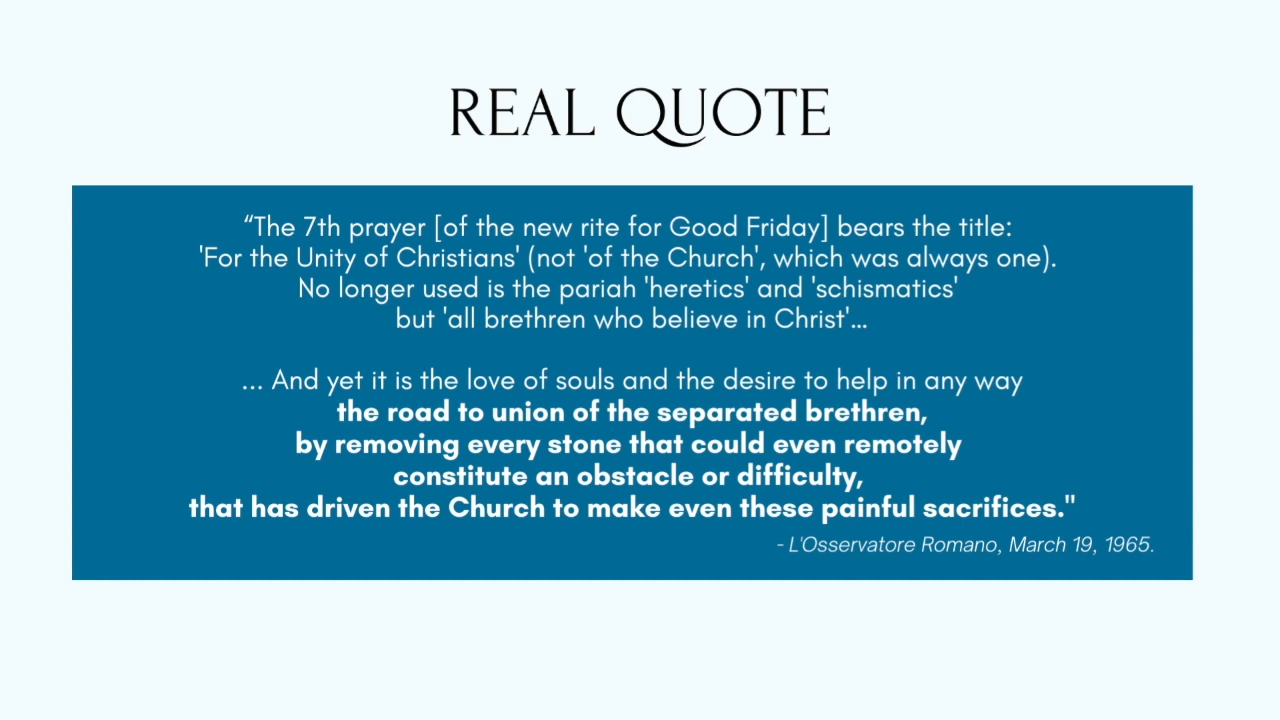 REAL QUOTE
“The 7th prayer [of the new rite for Good Friday] bears the title:
'For the Unity of Christians' (not 'of the Church', which was always one).
No longer used is the pariah 'heretics' and 'schismatics'
but 'all brethren who believe in Christ'...
... And yet it is the love of souls and the desire to help in any way
the road to union of the separated brethren,
by removing every stone that could even remotely
constitute an obstacle or difficulty,
that has driven the Church to make even these painful sacrifices."
- L'Osservatore Romano, March 19, 1965.